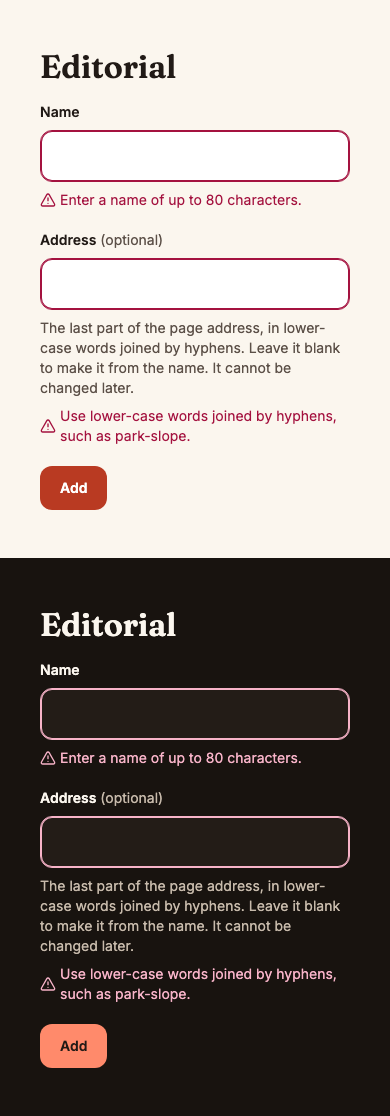 Editorial
Name
Enter a name of up to 80 characters.
Address (optional)
The last part of the page address, in lower-
case words joined by hyphens. Leave it blank
to make it from the name. It cannot be
changed later.
Use lower-case words joined by hyphens,
such as park-slope.
Add
Editorial
Name
Enter a name of up to 80 characters.
Address (optional)
The last part of the page address, in lower-
case words joined by hyphens. Leave it blank
to make it from the name. It cannot be
changed later.
Use lower-case words joined by hyphens,
such as park-slope.
Add